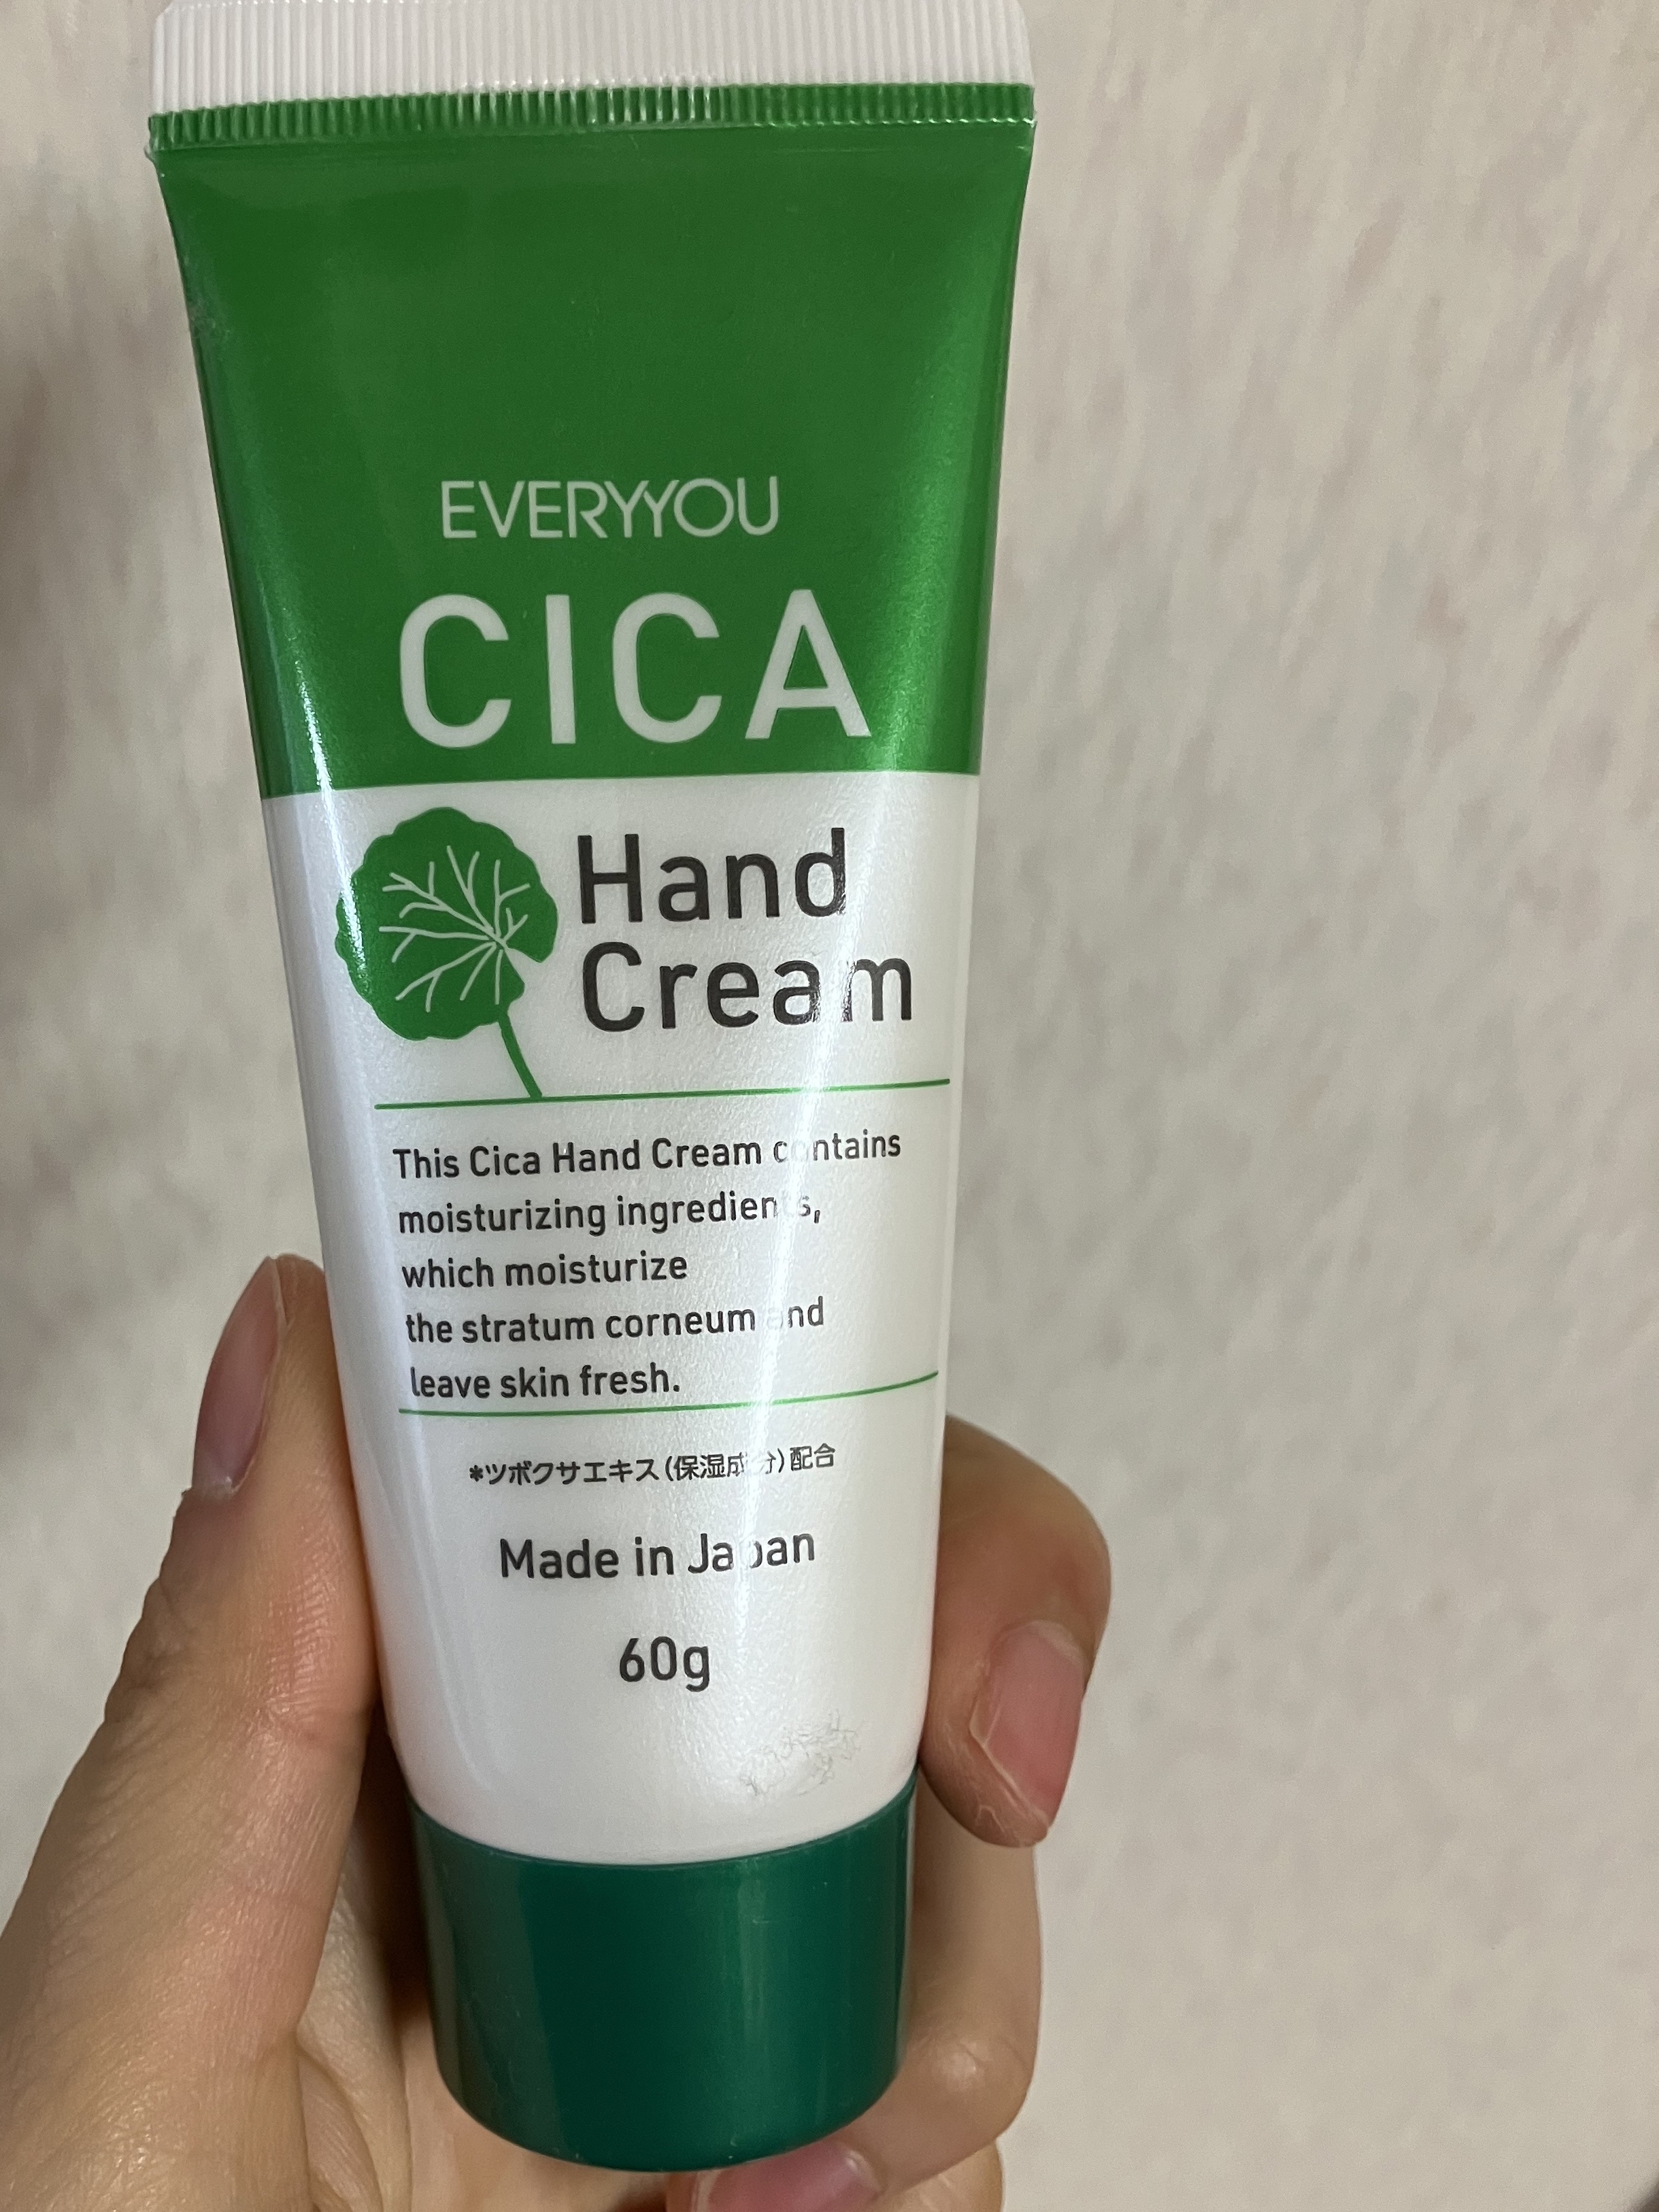 EVERYYOU
CICA
Hand
Cream
This Cica Hand Cream contains
moisturizing ingredients,
which moisturize
the stratum corneum and
leave skin fresh.
*ツボクサエキス(保湿成分)配合
Made in Japan
60g